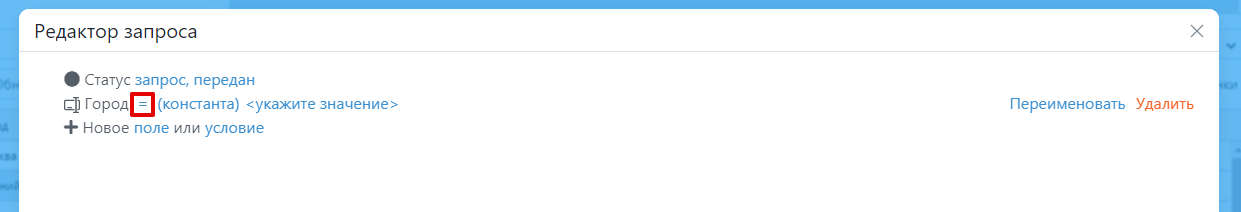 Редактор запроса
Статус запрос, передан
Город = (константа) <укажите значение> Переименовать Удалить
Новое поле или условие